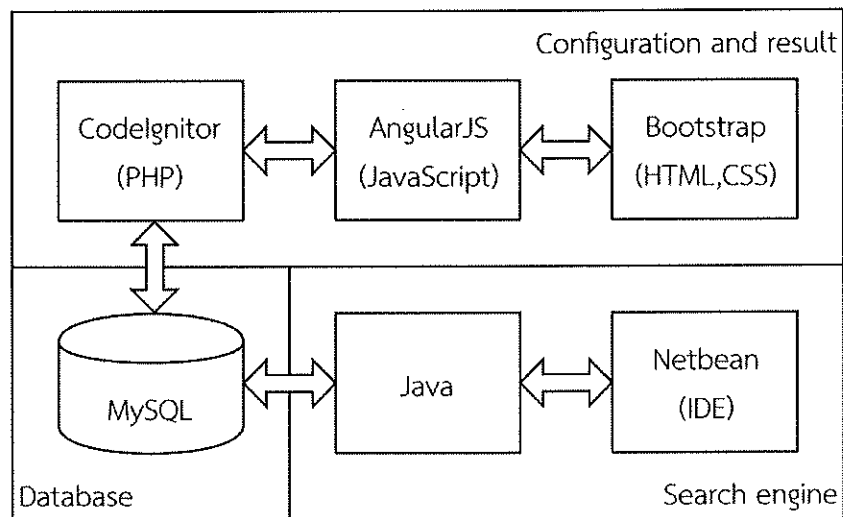 Configuration and result
CodeIgnitor
(PHP)
AngularJS
(JavaScript)
Bootstrap
(HTML,CSS)
MySQL
Java
Netbean
(IDE)
Database
Search engine